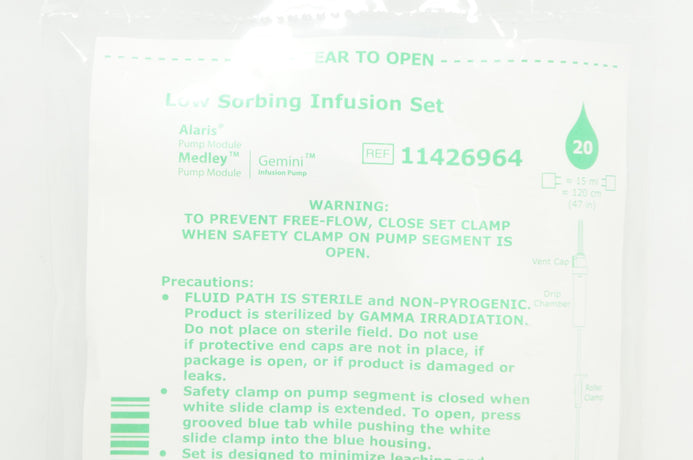 EAR TO OPEN
Low Sorbing Infusion Set
Alaris®
Pump Module
Medley™
Pump Module
Gemini™
Infusion Pump
REF 11426964
20
= 15 ml
= 120 cm
(47 in)
WARNING:
TO PREVENT FREE-FLOW, CLOSE SET CLAMP
WHEN SAFETY CLAMP ON PUMP SEGMENT IS
OPEN.
Vent Cap
Drip
Chamber
Roller
Clamp
Precautions:
• FLUID PATH IS STERILE and NON-PYROGENIC.
Product is sterilized by GAMMA IRRADIATION.
Do not place on sterile field. Do not use
if protective end caps are not in place, if
package is open, or if product is damaged or
leaks.
• Safety clamp on pump segment is closed when
white slide clamp is extended. To open, press
grooved blue tab while pushing the white
slide clamp into the blue housing.
• Set is designed to minimize leaching and